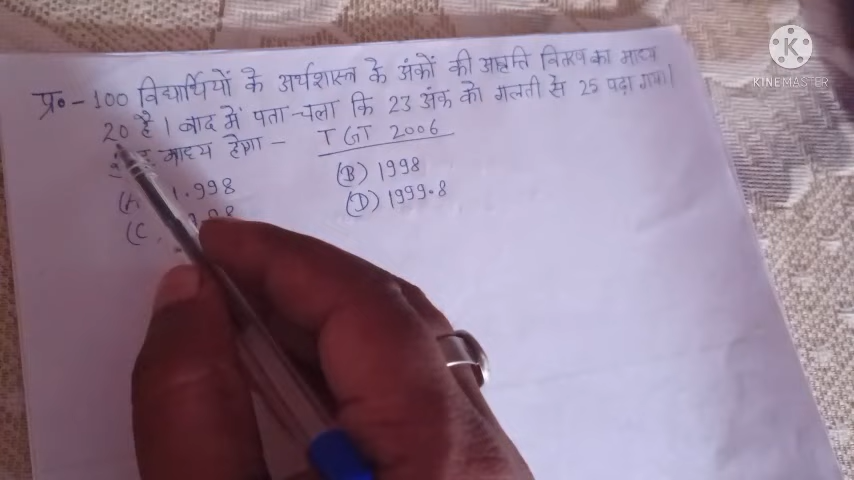 प्र०- 100 विद्यार्थियों के अर्थशास्त्र के अंकों की आवृत्ति वितरण का माध्य
20 है। बाद में पता चला कि 23 अंक को गलती से 25 पढ़ा गया।
माध्य होगा - TGT 2006
1.998 (B) 1998
(C (D) 1999.8
KINEMASTER